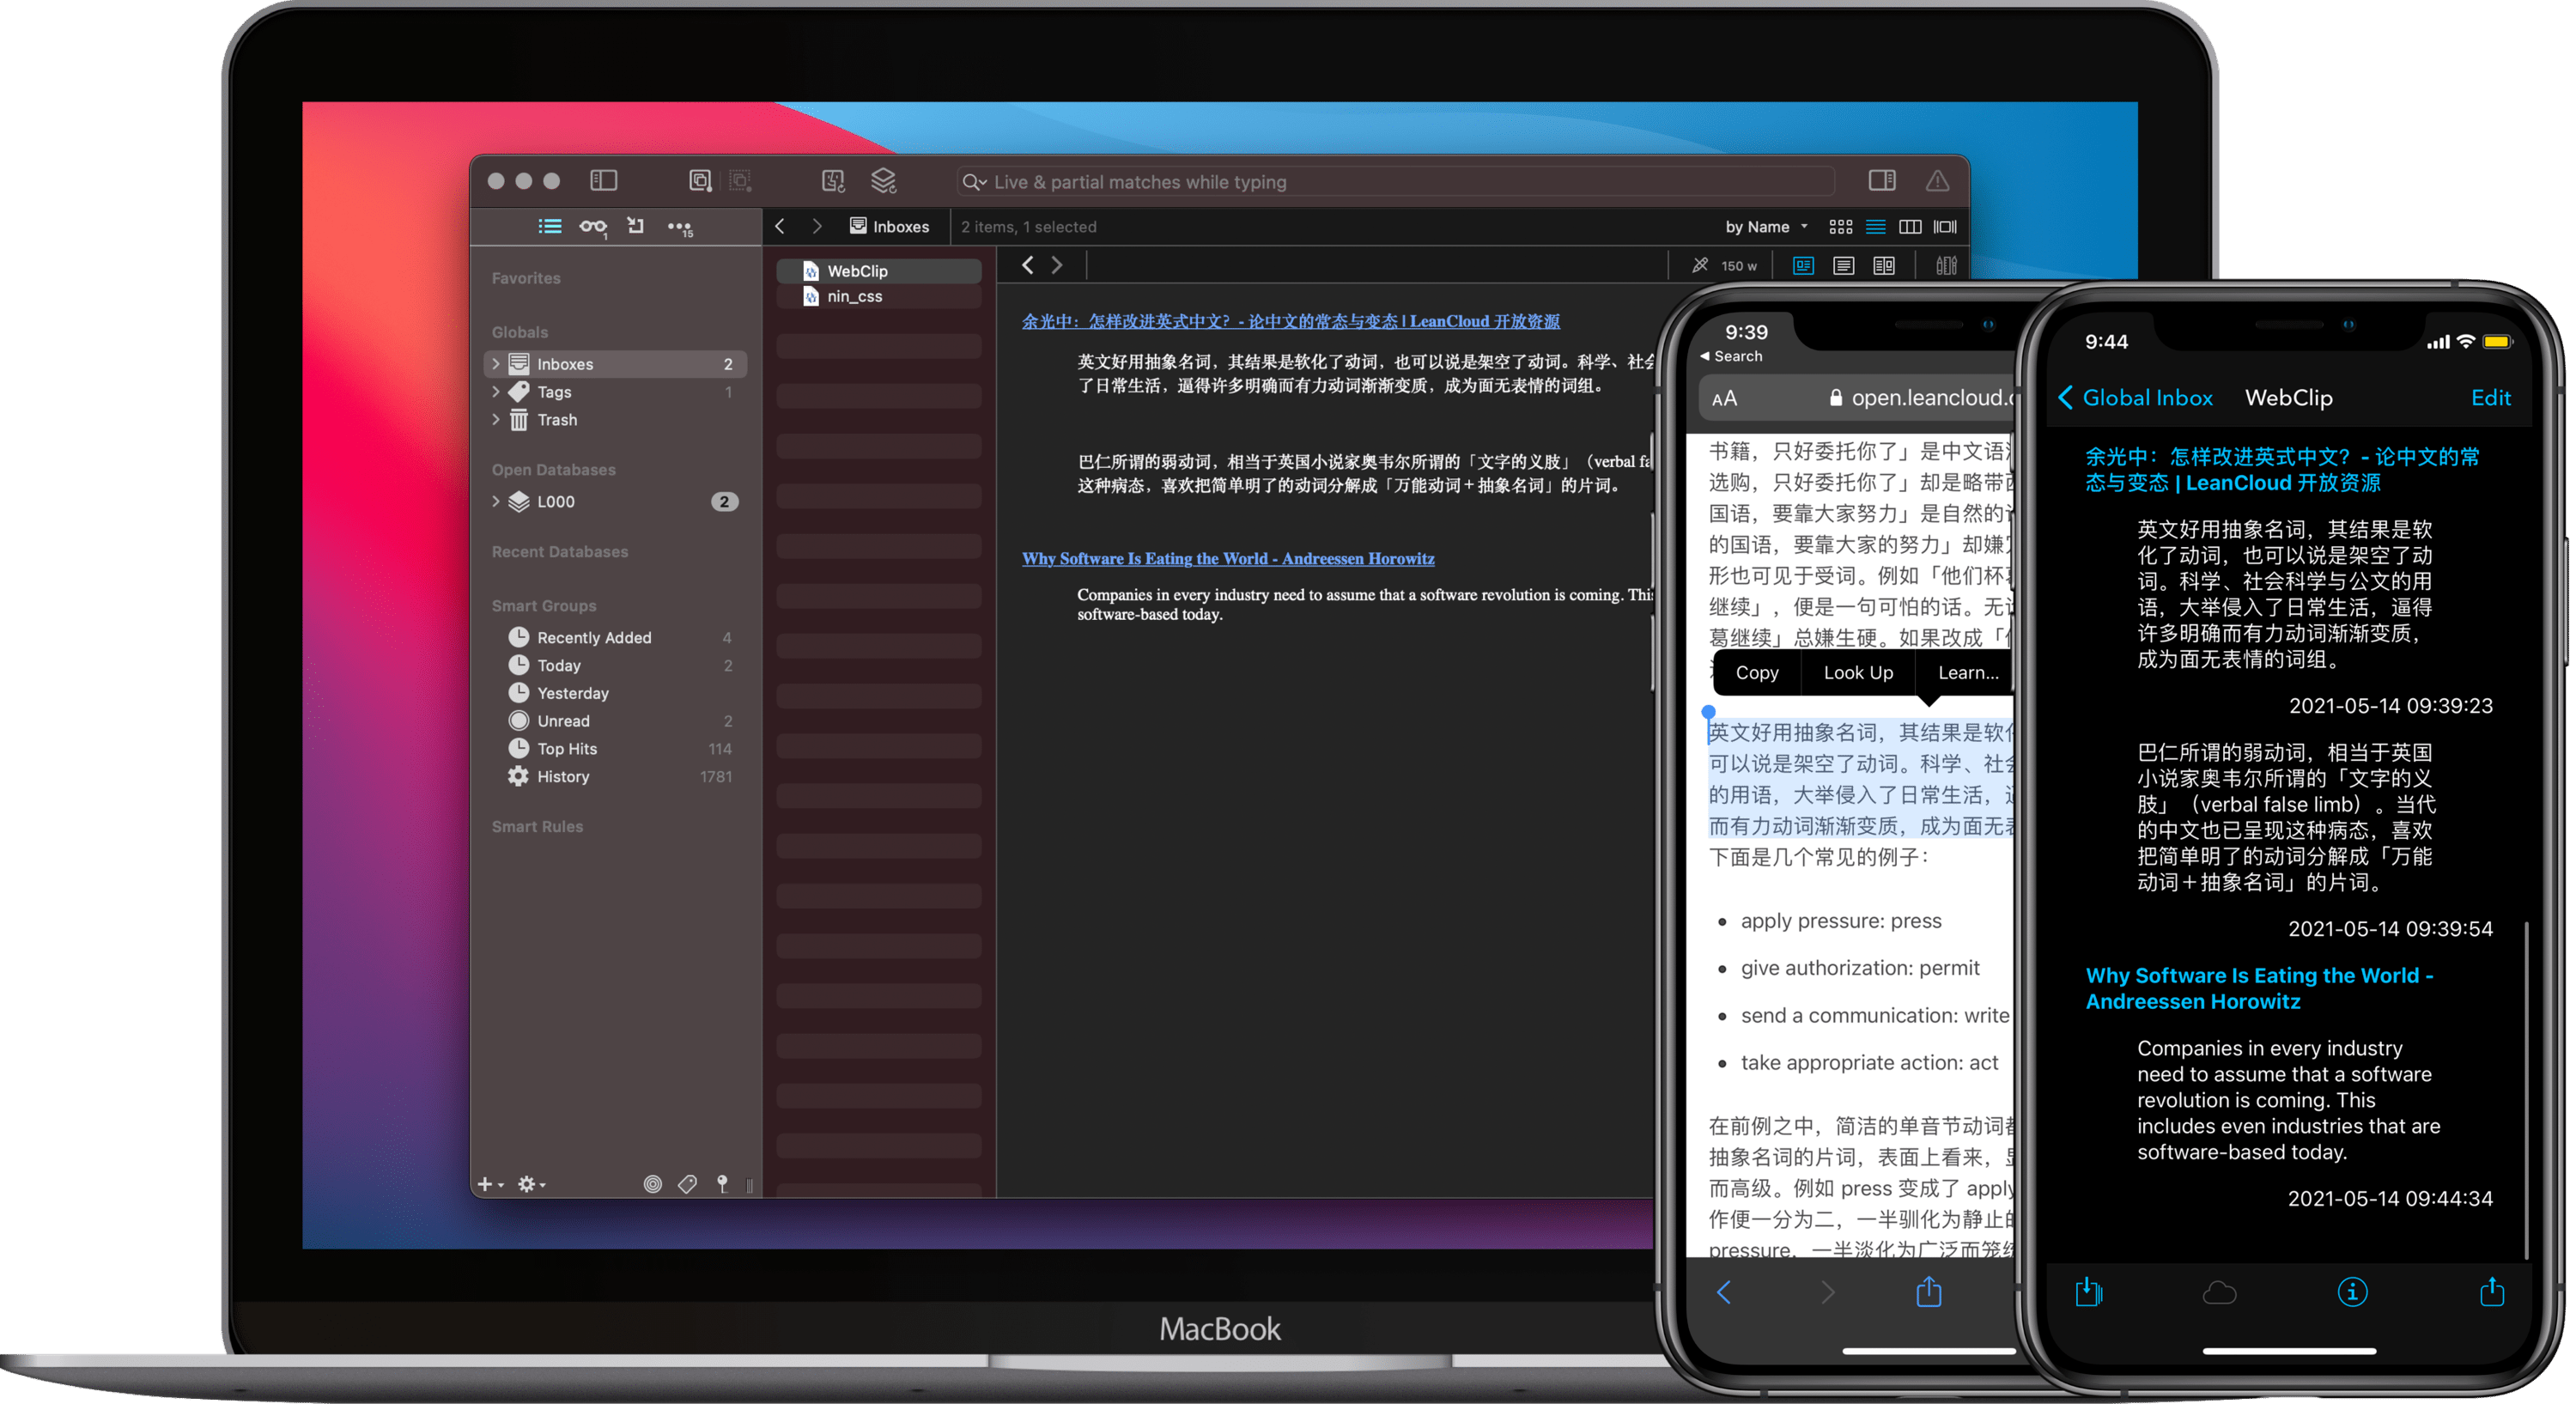 Live & partial matches while typing
1
15
Inboxes
2 items, 1 selected
by Name
Favorites
Globals
Inboxes 2
Tags 1
Trash
Open Databases
L000 2
Recent Databases
Smart Groups
Recently Added 4
Today 2
Yesterday
Unread 2
Top Hits 114
History 1781
Smart Rules
WebClip
nin_css
150 w
余光中：怎样改进英式中文？- 论中文的常态与变态 | LeanCloud 开放资源
英文好用抽象名词，其结果是软化了动词，也可以说是架空了动词。科学、社会
了日常生活，逼得许多明确而有力动词渐渐变质，成为面无表情的词组。
巴仁所谓的弱动词，相当于英国小说家奥韦尔所谓的「文字的义肢」（verbal fa
这种病态，喜欢把简单明了的动词分解成「万能动词＋抽象名词」的片词。
Why Software Is Eating the World - Andreessen Horowitz
Companies in every industry need to assume that a software revolution is coming. This
software-based today.
MacBook
9:39
Search
AA open.leancloud.c
书籍，只好委托你了」是中文语法
选购，只好委托你了」却是略带西
国语，要靠大家努力」是自然的说
的国语，要靠大家的努力」却嫌冗
形也可见于受词。例如「他们杯葛
继续」，便是一句可怕的话。无论
葛继续」总嫌生硬。如果改成「他
Copy Look Up Learn...
英文好用抽象名词，其结果是软化
可以说是架空了动词。科学、社会
的用语，大举侵入了日常生活，逼
而有力动词渐渐变质，成为面无表
下面是几个常见的例子：
apply pressure: press
give authorization: permit
send a communication: write
take appropriate action: act
在前例之中，简洁的单音节动词都
抽象名词的片词，表面上看来，显
而高级。例如 press 变成了 apply
作便一分为二，一半驯化为静止的
pressure，一半淡化为广泛而笼统
9:44
Global Inbox WebClip Edit
余光中：怎样改进英式中文？- 论中文的常
态与变态 | LeanCloud 开放资源
英文好用抽象名词，其结果是软
化了动词，也可以说是架空了动
词。科学、社会科学与公文的用
语，大举侵入了日常生活，逼得
许多明确而有力动词渐渐变质，
成为面无表情的词组。
2021-05-14 09:39:23
巴仁所谓的弱动词，相当于英国
小说家奥韦尔所谓的「文字的义
肢」（verbal false limb）。当代
的中文也已呈现这种病态，喜欢
把简单明了的动词分解成「万能
动词＋抽象名词」的片词。
2021-05-14 09:39:54
Why Software Is Eating the World -
Andreessen Horowitz
Companies in every industry
need to assume that a software
revolution is coming. This
includes even industries that are
software-based today.
2021-05-14 09:44:34